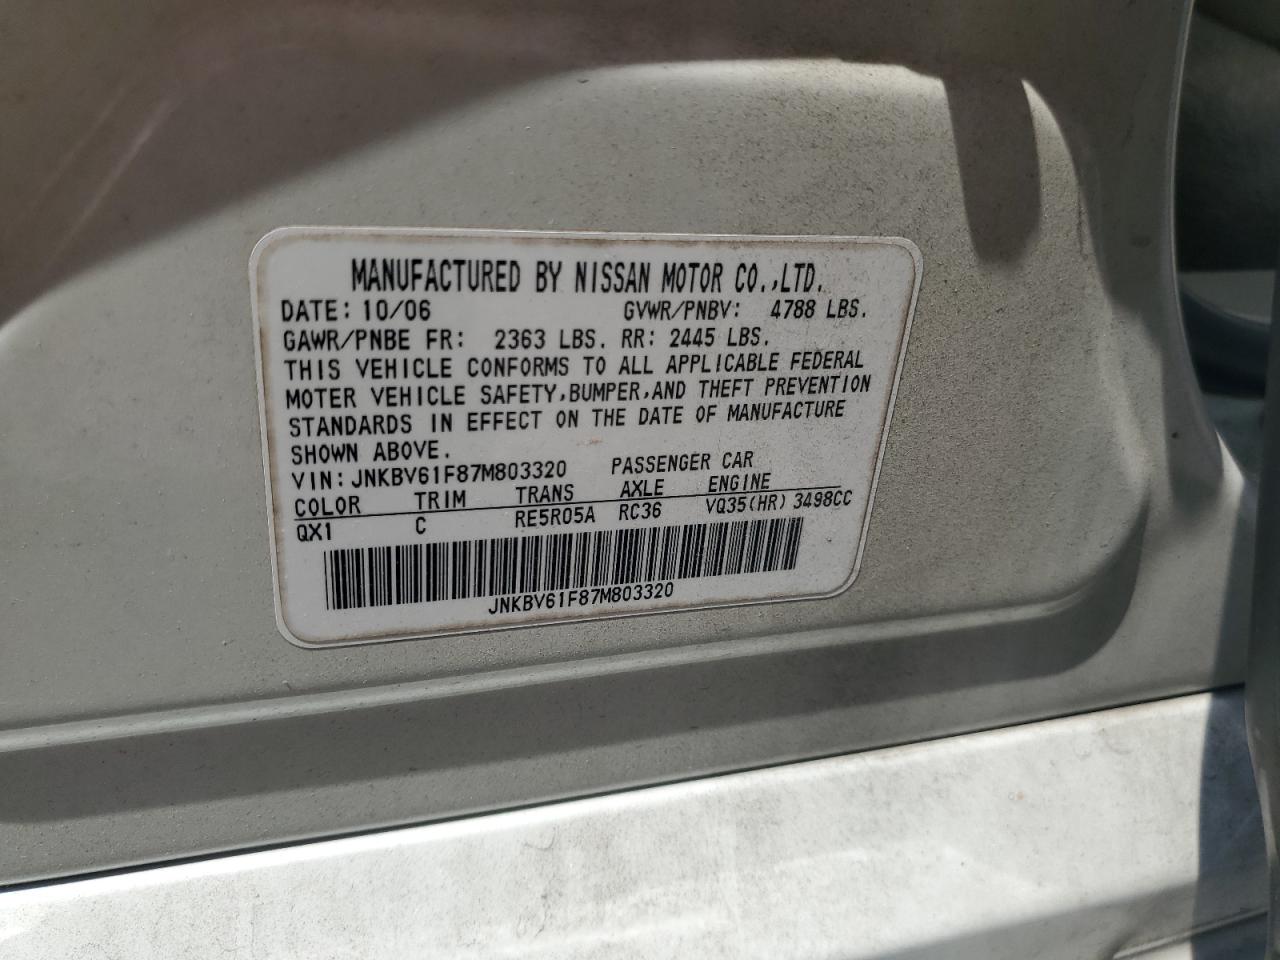 MANUFACTURED BY NISSAN MOTOR CO.,LTD.
DATE: 10/06 GVWR/PNBV: 4788 LBS.
GAWR/PNBE FR: 2363 LBS. RR: 2445 LBS.
THIS VEHICLE CONFORMS TO ALL APPLICABLE FEDERAL
MOTER VEHICLE SAFETY,BUMPER,AND THEFT PREVENTION
STANDARDS IN EFFECT ON THE DATE OF MANUFACTURE
SHOWN ABOVE.
VIN: JNKBV61F87M803320 PASSENGER CAR
COLOR TRIM TRANS AXLE ENGINE
QX1 C RE5R05A RC36 VQ35(HR) 3498CC
JNKBV61F87M803320